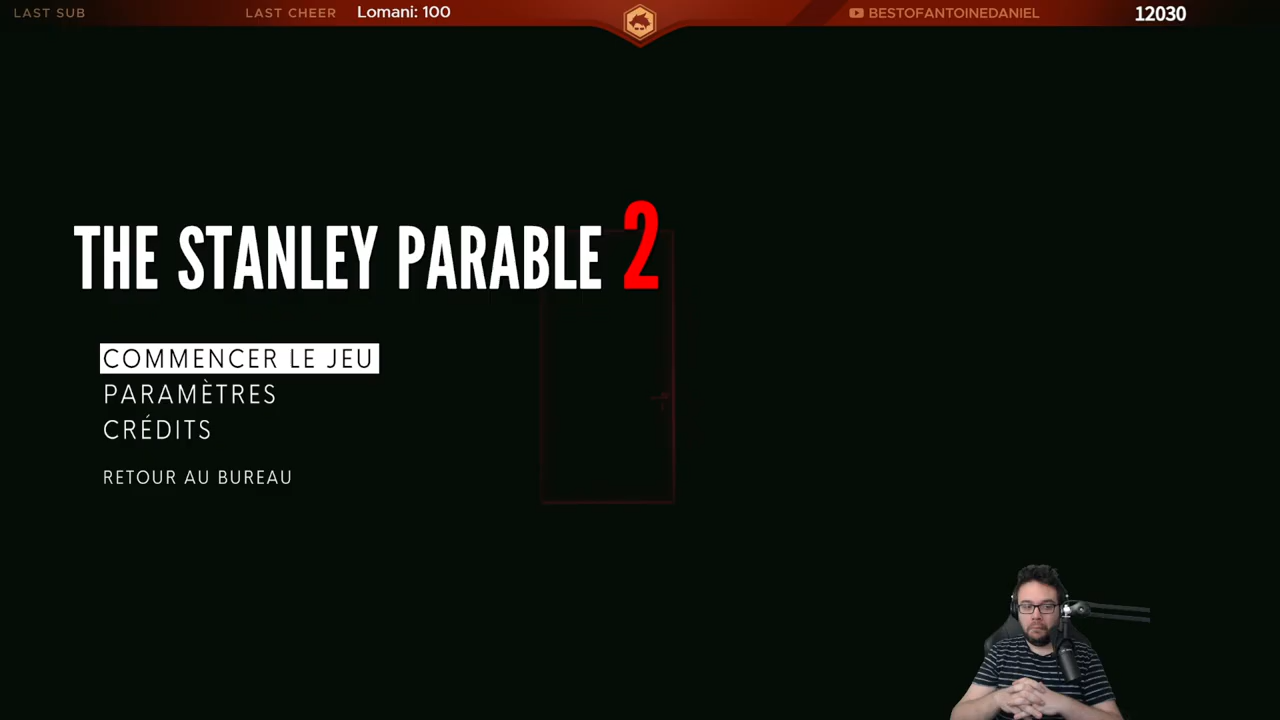 LAST SUB LAST CHEER Lomani: 100 BESTOFANTOINEDANIEL 12030
THE STANLEY PARABLE 2
COMMENCER LE JEU
PARAMÈTRES
CRÉDITS
RETOUR AU BUREAU